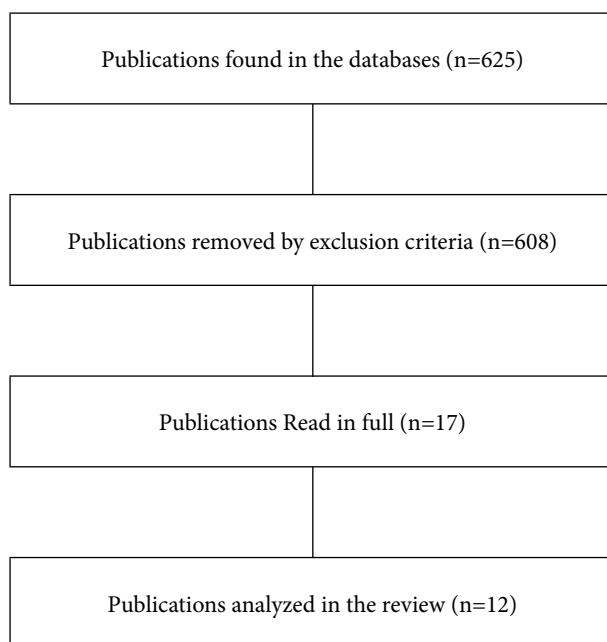 Publications found in the databases (n=625)
Publications removed by exclusion criteria (n=608)
Publications Read in full (n=17)
Publications analyzed in the review (n=12)